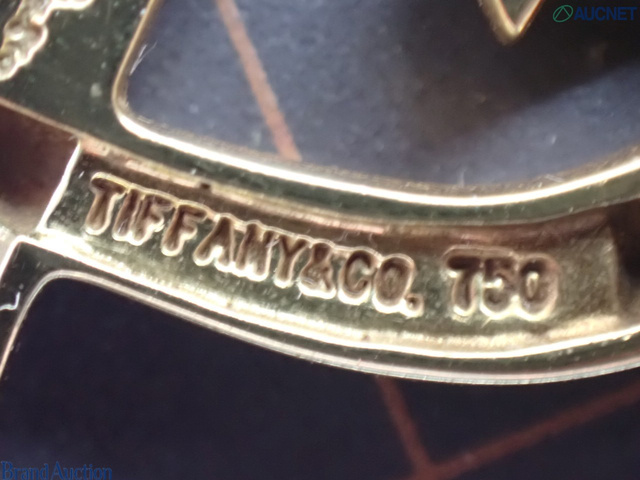 AUCNET
TIFFANY&CO. 750
Brand Auction